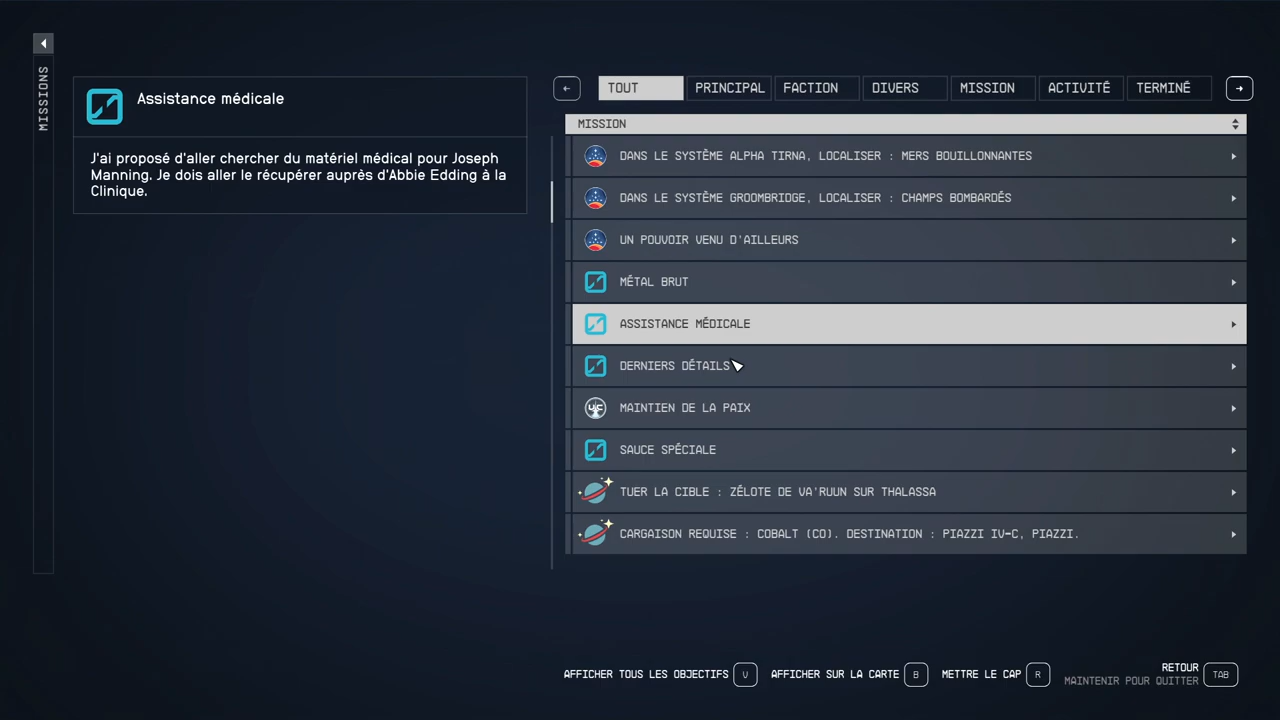 MISSIONS
Assistance médicale
J'ai proposé d'aller chercher du matériel médical pour Joseph
Manning. Je dois aller le récupérer auprès d'Abbie Edding à la
Clinique.
TOUT
PRINCIPAL
FACTION
DIVERS
MISSION
ACTIVITÉ
TERMINÉ
MISSION
DANS LE SYSTÈME ALPHA TIRNA, LOCALISER : MERS BOUILLONNANTES
DANS LE SYSTÈME GROOMBRIDGE, LOCALISER : CHAMPS BOMBARDÉS
UN POUVOIR VENU D'AILLEURS
MÉTAL BRUT
ASSISTANCE MÉDICALE
DERNIERS DÉTAILS
MAINTIEN DE LA PAIX
SAUCE SPÉCIALE
TUER LA CIBLE : ZÉLOTE DE VA'RUUN SUR THALASSA
CARGAISON REQUISE : COBALT (CO). DESTINATION : PIAZZI IV-C, PIAZZI.
AFFICHER TOUS LES OBJECTIFS V
AFFICHER SUR LA CARTE B
METTRE LE CAP R
RETOUR
MAINTENIR POUR QUITTER
TAB